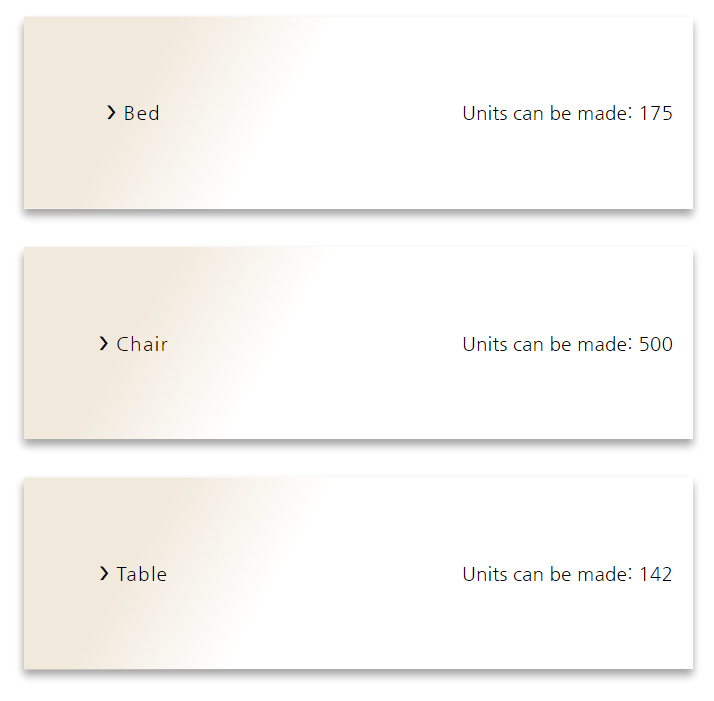 › Bed Units can be made: 175
› Chair Units can be made: 500
› Table Units can be made: 142